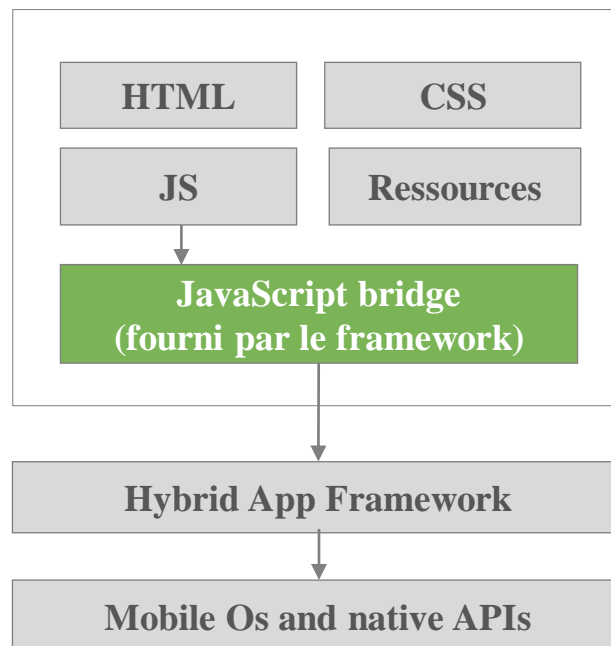 HTML
CSS
JS
Ressources
JavaScript bridge
(fourni par le framework)
Hybrid App Framework
Mobile Os and native APIs